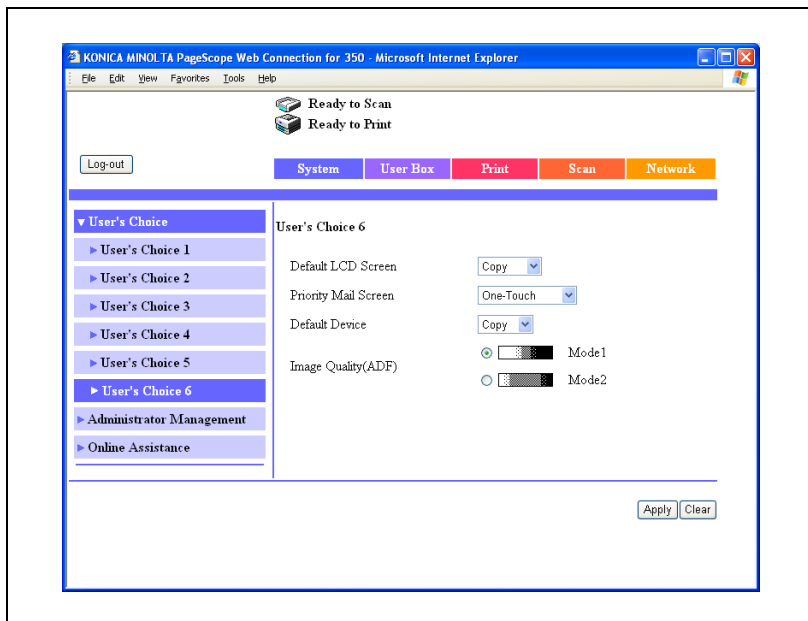 KONICA MINOLTA PageScope Web Connection for 350 - Microsoft Internet Explorer
File Edit View Favorites Tools Help
Ready to Scan
Ready to Print
Log-out
System User Box Print Scan Network
User's Choice
User's Choice 1
User's Choice 2
User's Choice 3
User's Choice 4
User's Choice 5
User's Choice 6
Administrator Management
Online Assistance
User's Choice 6
Default LCD Screen Copy
Priority Mail Screen One-Touch
Default Device Copy
Image Quality(ADF) Mode1
Mode2
Apply Clear